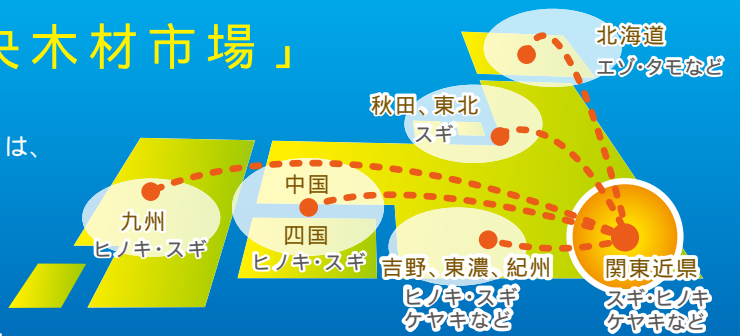 央木材市場」
は、
北海道
エゾ・タモなど
秋田、東北
スギ
中国
四国
ヒノキ・スギ
九州
ヒノキ・スギ
吉野、東濃、紀州
ヒノキ・スギ
ケヤキなど
関東近県
スギ・ヒノキ
ケヤキなど